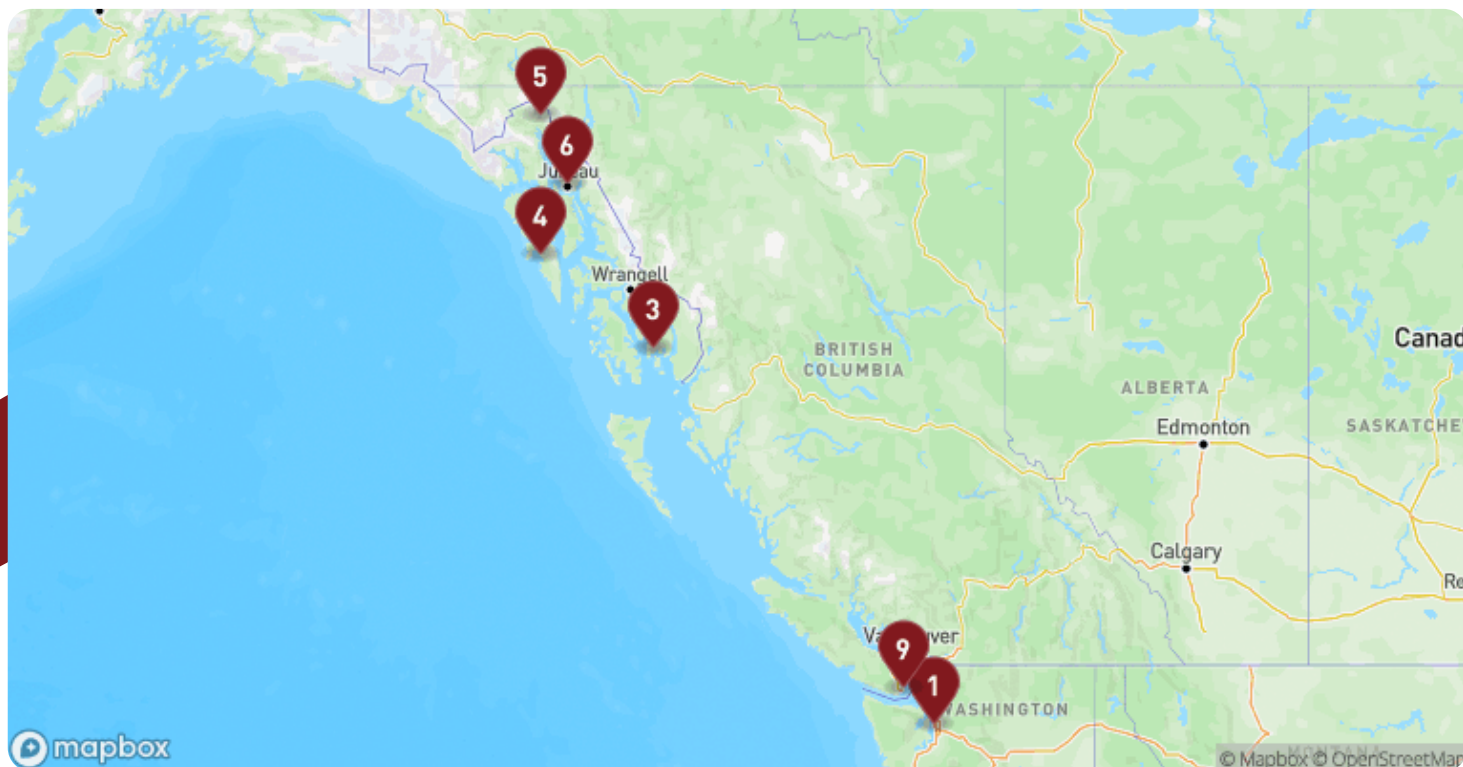 5
6
Juneau
4
Wrangell
3
BRITISH
COLUMBIA
Canad
ALBERTA
Edmonton
SASKATCHE
Calgary
Re
Vancouver
9
1
WASHINGTON
mapbox
MONTANA
© Mapbox © OpenStreetMap